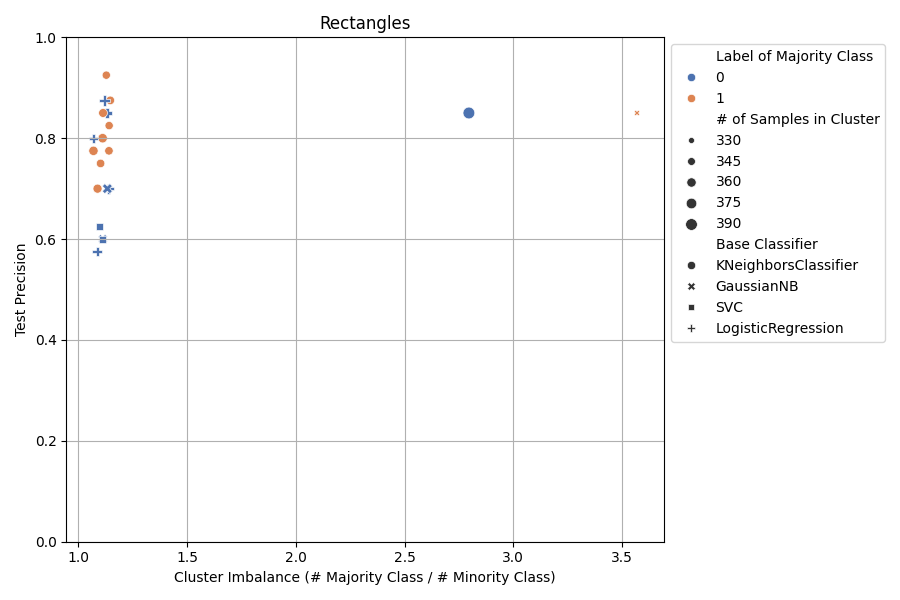 Rectangles
1.0
0.8
0.6
0.4
0.2
0.0
Test Precision
1.0 1.5 2.0 2.5 3.0 3.5
Cluster Imbalance (# Majority Class / # Minority Class)
Label of Majority Class
0
1
# of Samples in Cluster
330
345
360
375
390
Base Classifier
KNeighborsClassifier
GaussianNB
SVC
LogisticRegression